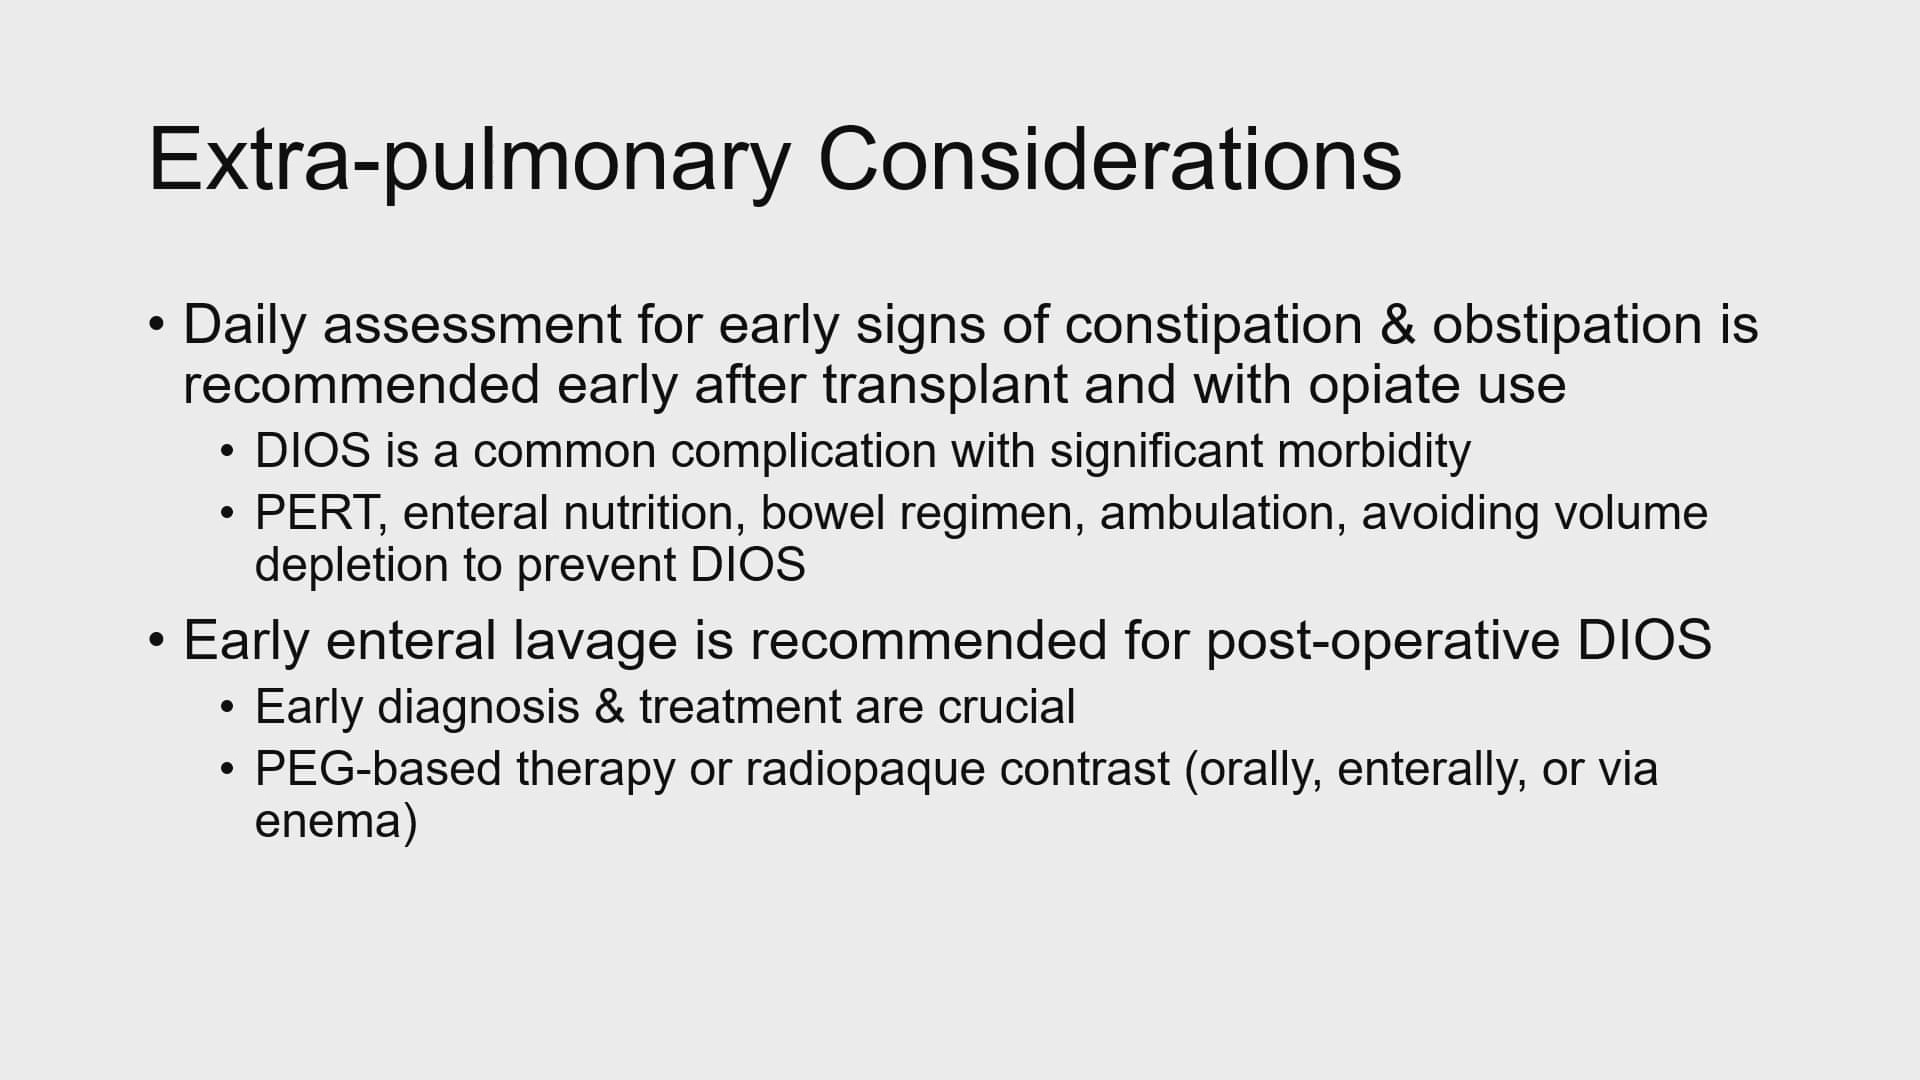 Extra-pulmonary Considerations
• Daily assessment for early signs of constipation & obstipation is
recommended early after transplant and with opiate use
• DIOS is a common complication with significant morbidity
• PERT, enteral nutrition, bowel regimen, ambulation, avoiding volume
depletion to prevent DIOS
• Early enteral lavage is recommended for post-operative DIOS
• Early diagnosis & treatment are crucial
• PEG-based therapy or radiopaque contrast (orally, enterally, or via
enema)